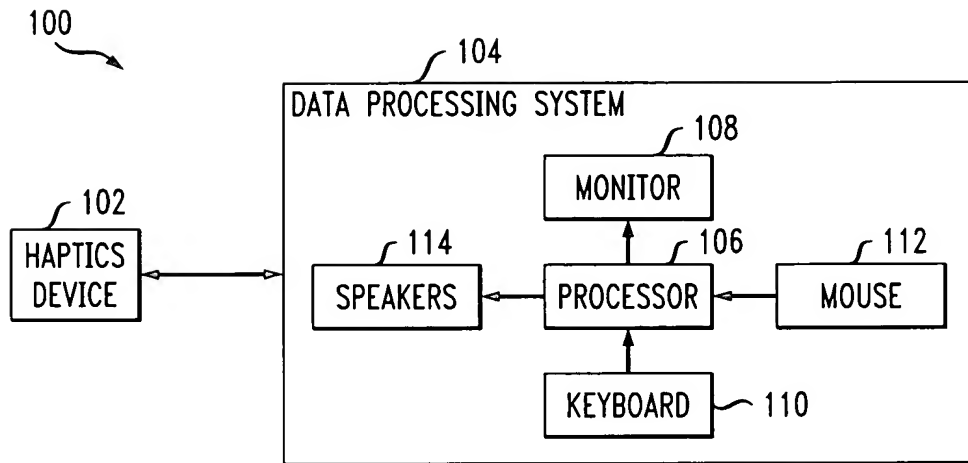 100
104
DATA PROCESSING SYSTEM
108
MONITOR
102
HAPTICS
DEVICE
114
SPEAKERS
106
PROCESSOR
112
MOUSE
KEYBOARD
110